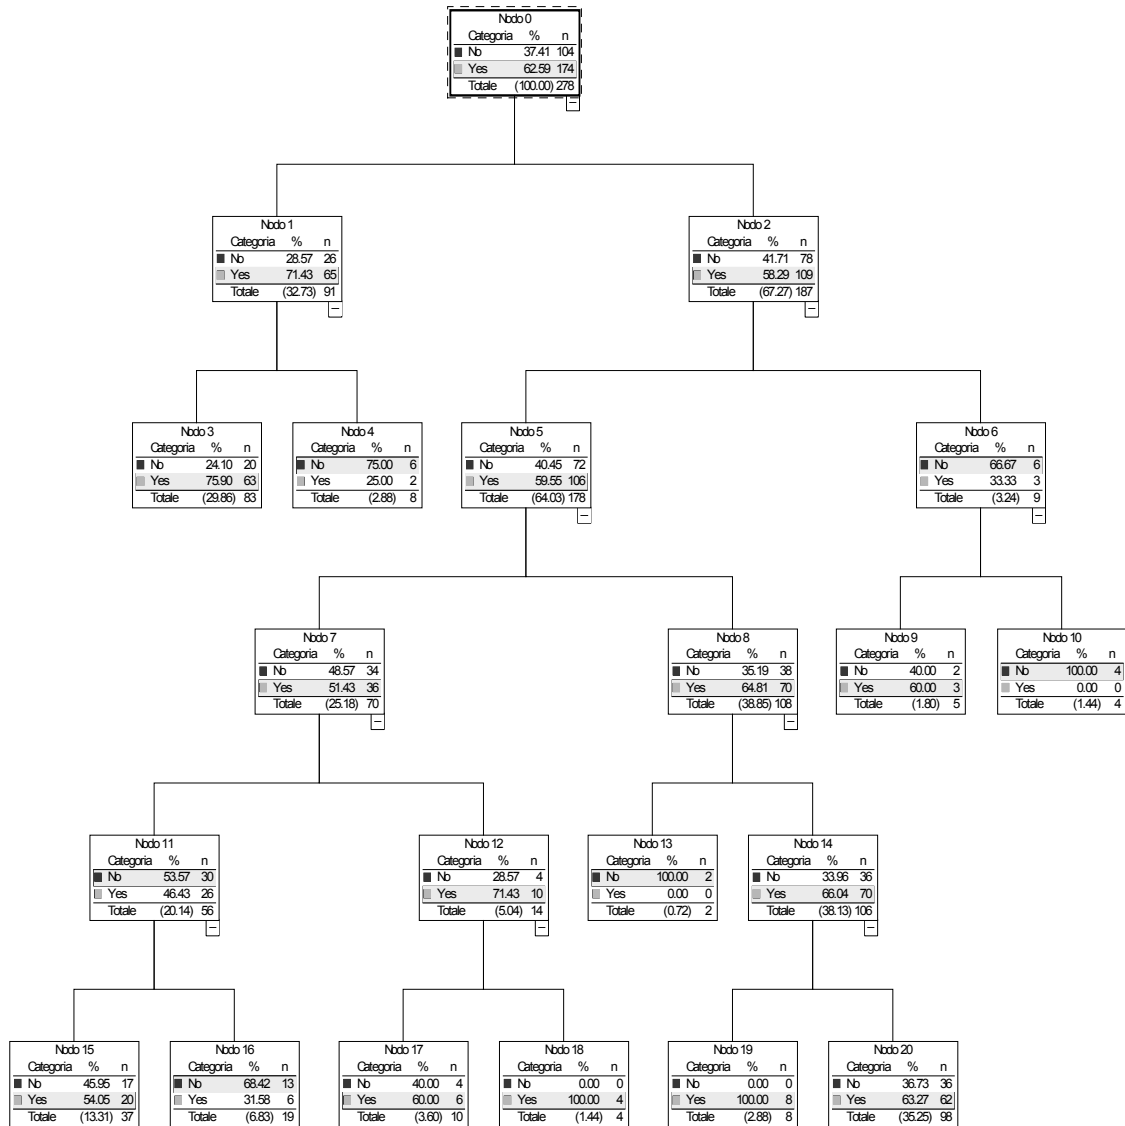 Nodo 0
Categoria % n
No 37.41 104
Yes 62.59 174
Totale (100.00) 278
Nodo 1
Categoria % n
No 28.57 26
Yes 71.43 65
Totale (32.73) 91
Nodo 2
Categoria % n
No 41.71 78
Yes 58.29 109
Totale (67.27) 187
Nodo 3
Categoria % n
No 24.10 20
Yes 75.90 63
Totale (29.86) 83
Nodo 4
Categoria % n
No 75.00 6
Yes 25.00 2
Totale (2.88) 8
Nodo 5
Categoria % n
No 40.45 72
Yes 59.55 106
Totale (64.03) 178
Nodo 6
Categoria % n
No 66.67 6
Yes 33.33 3
Totale (3.24) 9
Nodo 7
Categoria % n
No 48.57 34
Yes 51.43 36
Totale (25.18) 70
Nodo 8
Categoria % n
No 35.19 38
Yes 64.81 70
Totale (38.85) 108
Nodo 9
Categoria % n
No 40.00 2
Yes 60.00 3
Totale (1.80) 5
Nodo 10
Categoria % n
No 100.00 4
Yes 0.00 0
Totale (1.44) 4
Nodo 11
Categoria % n
No 53.57 30
Yes 46.43 26
Totale (20.14) 56
Nodo 12
Categoria % n
No 28.57 4
Yes 71.43 10
Totale (5.04) 14
Nodo 13
Categoria % n
No 100.00 2
Yes 0.00 0
Totale (0.72) 2
Nodo 14
Categoria % n
No 33.96 36
Yes 66.04 70
Totale (38.13) 106
Nodo 15
Categoria % n
No 45.95 17
Yes 54.05 20
Totale (13.31) 37
Nodo 16
Categoria % n
No 68.42 13
Yes 31.58 6
Totale (6.83) 19
Nodo 17
Categoria % n
No 40.00 4
Yes 60.00 6
Totale (3.60) 10
Nodo 18
Categoria % n
No 0.00 0
Yes 100.00 4
Totale (1.44) 4
Nodo 19
Categoria % n
No 0.00 0
Yes 100.00 8
Totale (2.88) 8
Nodo 20
Categoria % n
No 36.73 36
Yes 63.27 62
Totale (35.25) 98